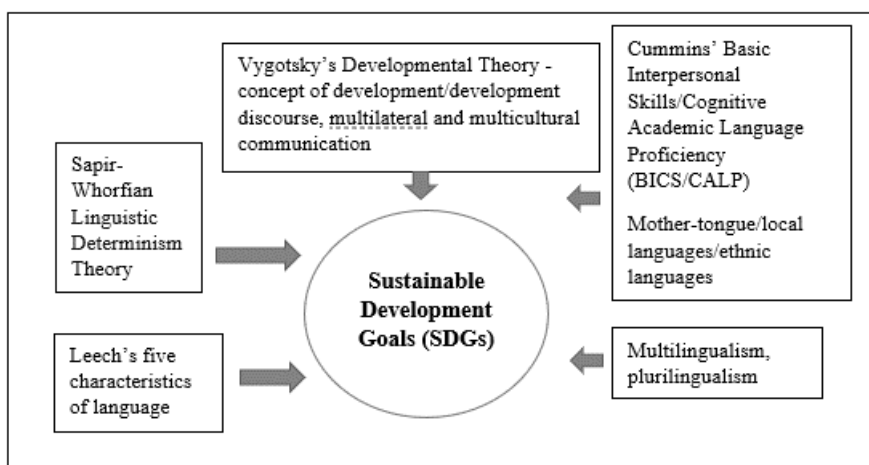 Vygotsky's Developmental Theory -
concept of development/development
discourse, multilateral and multicultural
communication
Cummins' Basic
Interpersonal
Skills/Cognitive
Academic Language
Proficiency
(BICS/CALP)
Mother-tongue/local
languages/ethnic
languages
Sapir-
Whorfian
Linguistic
Determinism
Theory
Sustainable
Development
Goals (SDGs)
Leech's five
characteristics
of language
Multilingualism,
plurilingualism